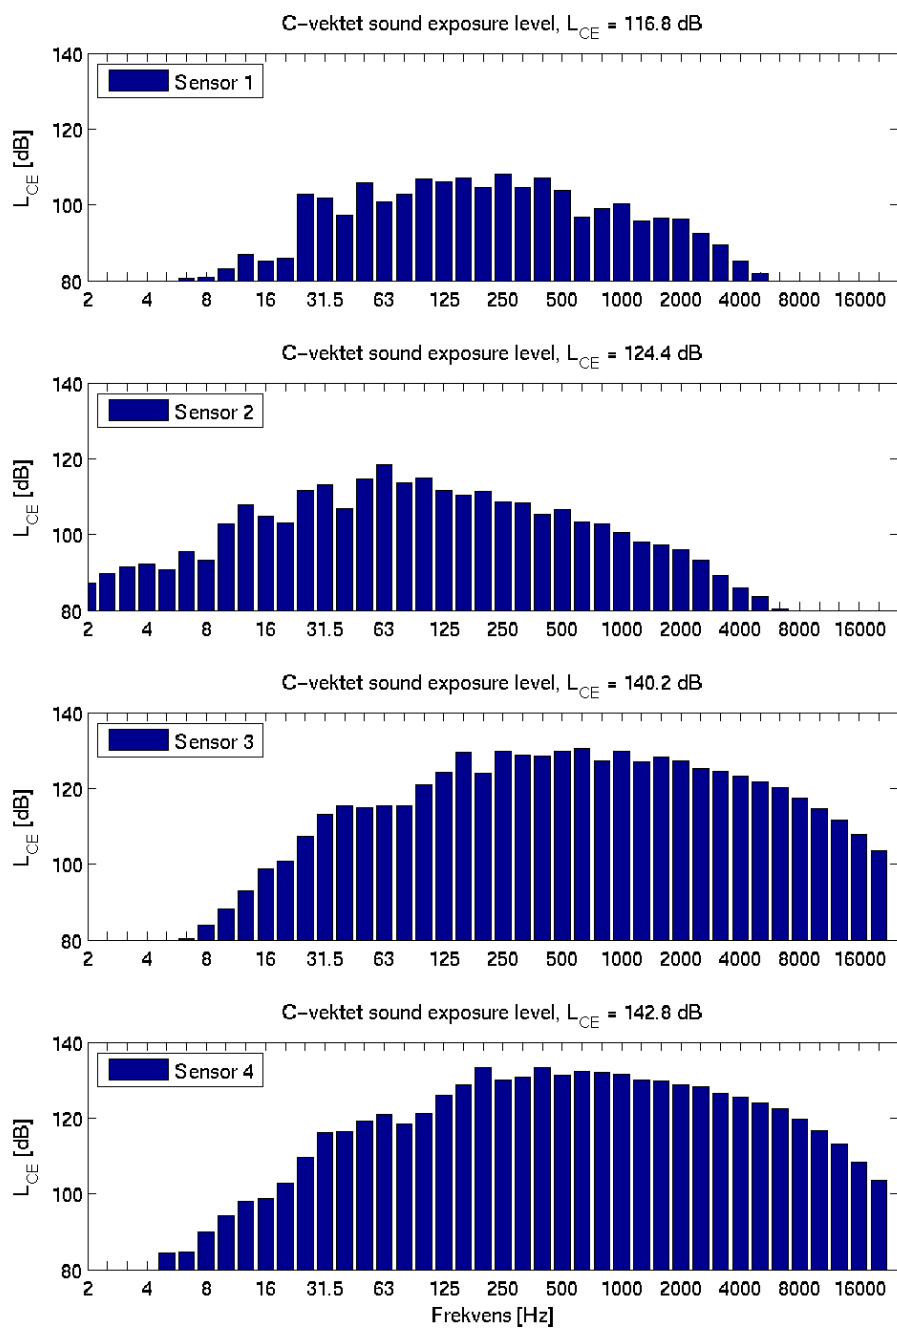 C-vektet sound exposure level, L_CE = 116.8 dB
140
Sensor 1
120
L_CE [dB]
100
80
2 4 8 16 31.5 63 125 250 500 1000 2000 4000 8000 16000
C-vektet sound exposure level, L_CE = 124.4 dB
140
Sensor 2
120
L_CE [dB]
100
80
2 4 8 16 31.5 63 125 250 500 1000 2000 4000 8000 16000
C-vektet sound exposure level, L_CE = 140.2 dB
140
Sensor 3
120
L_CE [dB]
100
80
2 4 8 16 31.5 63 125 250 500 1000 2000 4000 8000 16000
C-vektet sound exposure level, L_CE = 142.8 dB
140
Sensor 4
120
L_CE [dB]
100
80
2 4 8 16 31.5 63 125 250 500 1000 2000 4000 8000 16000
Frekvens [Hz]